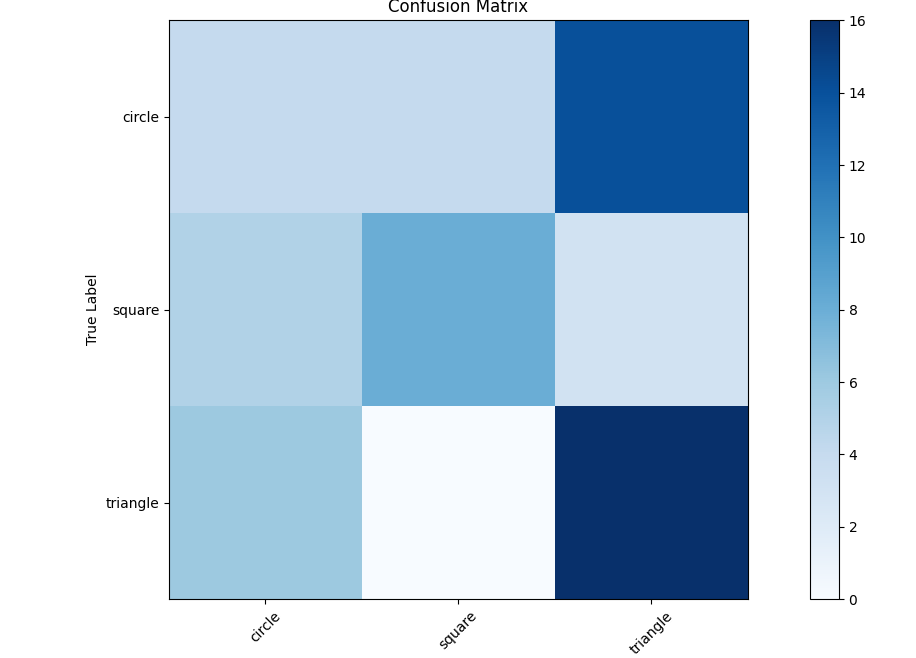 Confusion Matrix
True Label
circle
square
triangle
circle
square
triangle
16
14
12
10
8
6
4
2
0